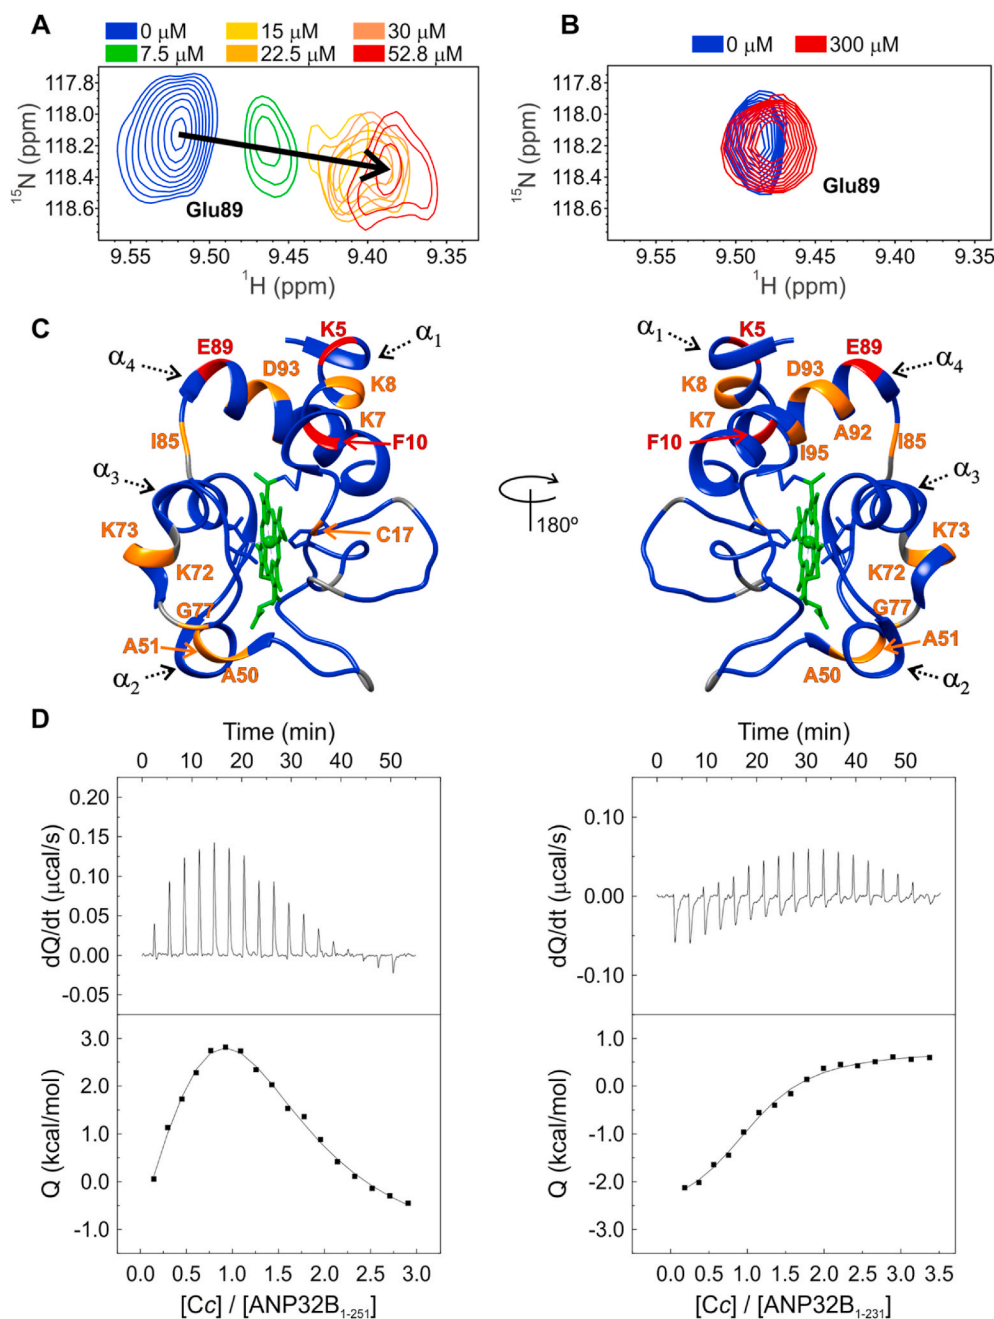 A
0 μM 15 μM 30 μM
7.5 μM 22.5 μM 52.8 μM
117.8
118.0
118.2
118.4
118.6
15N (ppm)
Glu89
9.55 9.50 9.45 9.40 9.35
1H (ppm)
B
0 μM 300 μM
117.8
118.0
118.2
118.4
118.6
15N (ppm)
Glu89
9.55 9.50 9.45 9.40 9.35
1H (ppm)
C
K5
α1
E89
α4
D93
K8
K7
F10
I85
α3
K73
C17
K72
G77
A51
A50
α2
180º
α1
K5
E89
D93
α4
K8
K7
F10
A92
I85
I95
α3
K73
K72
G77
A51
A50
α2
D
Time (min)
0 10 20 30 40 50
0.20
0.15
0.10
0.05
0.00
-0.05
dQ/dt (μcal/s)
3.0
2.0
1.0
0.0
-1.0
Q (kcal/mol)
0.0 0.5 1.0 1.5 2.0 2.5 3.0
[Cc] / [ANP32B1-251]
Time (min)
0 10 20 30 40 50
0.10
0.00
-0.10
dQ/dt (μcal/s)
1.0
0.0
-1.0
-2.0
-3.0
Q (kcal/mol)
0.0 0.5 1.0 1.5 2.0 2.5 3.0 3.5
[Cc] / [ANP32B1-231]